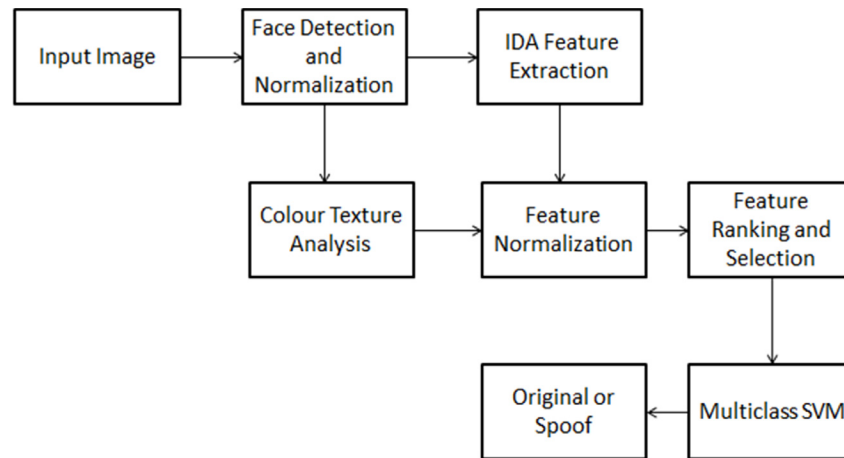 Input Image
Face Detection
and
Normalization
IDA Feature
Extraction
Colour Texture
Analysis
Feature
Normalization
Feature
Ranking and
Selection
Original or
Spoof
Multiclass SVM